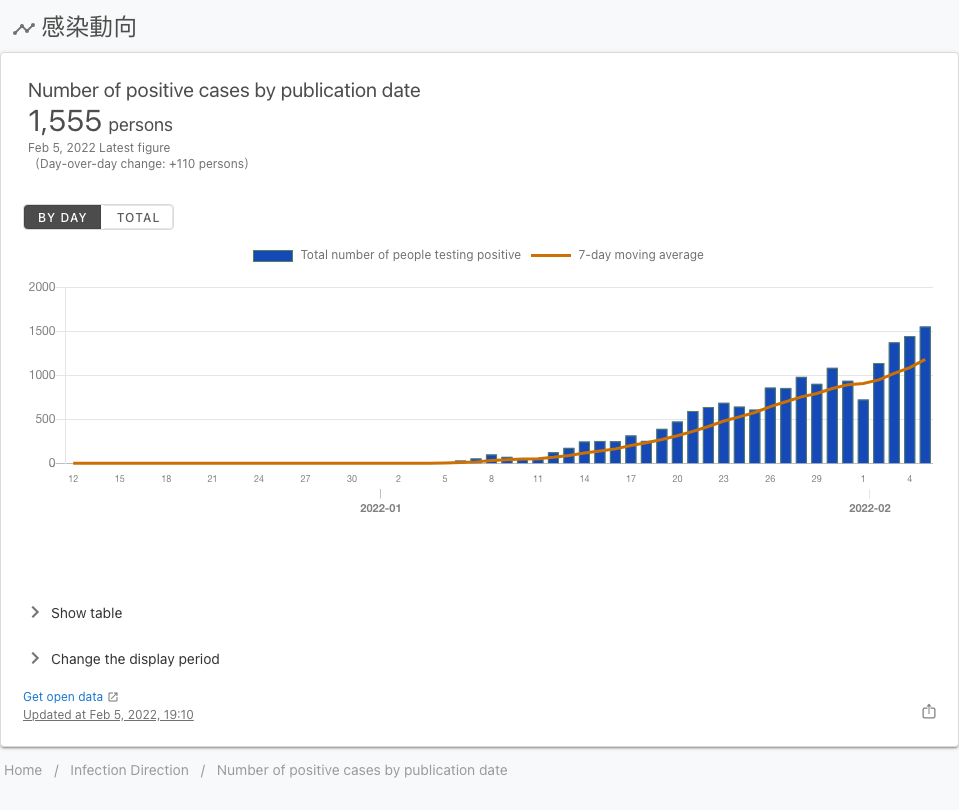 感染動向
Number of positive cases by publication date
1,555 persons
Feb 5, 2022 Latest figure
(Day-over-day change: +110 persons)
BY DAY TOTAL
Total number of people testing positive 7-day moving average
2000
1500
1000
500
0
12 15 18 21 24 27 30 2 5 8 11 14 17 20 23 26 29 1 4
2022-01 2022-02
Show table
Change the display period
Get open data
Updated at Feb 5, 2022, 19:10
Home / Infection Direction / Number of positive cases by publication date